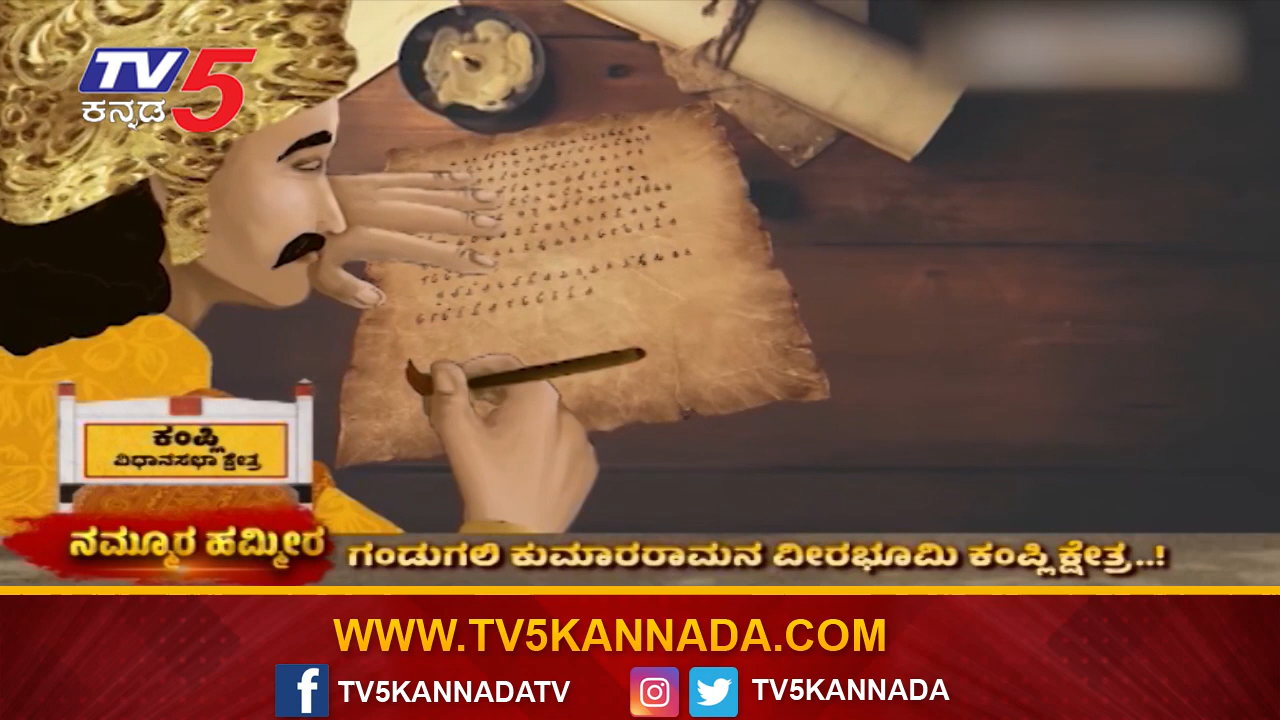 TV5
ಕನ್ನಡ
ಕಂಪ್ಲಿ
ವಿಧಾನಸಭಾ ಕ್ಷೇತ್ರ
ನಮ್ಮೂರ ಹಮ್ಮೀರ
ಗಂಡುಗಲಿ ಕುಮಾರರಾಮನ ವೀರಭೂಮಿ ಕಂಪ್ಲಿ ಕ್ಷೇತ್ರ..!
WWW.TV5KANNADA.COM
TV5KANNADATV
TV5KANNADA